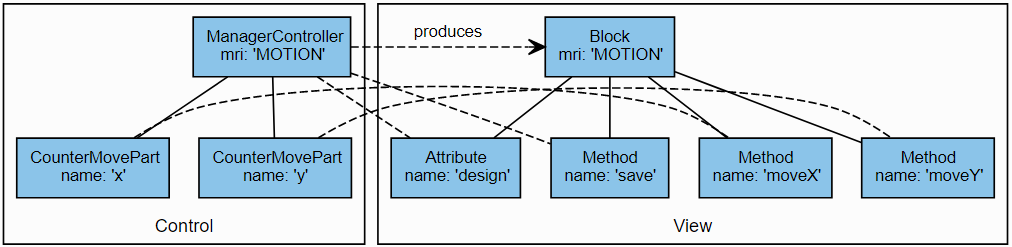 ManagerController
mri: 'MOTION'
produces
Block
mri: 'MOTION'
CounterMovePart
name: 'x'
CounterMovePart
name: 'y'
Attribute
name: 'design'
Method
name: 'save'
Method
name: 'moveX'
Method
name: 'moveY'
Control
View